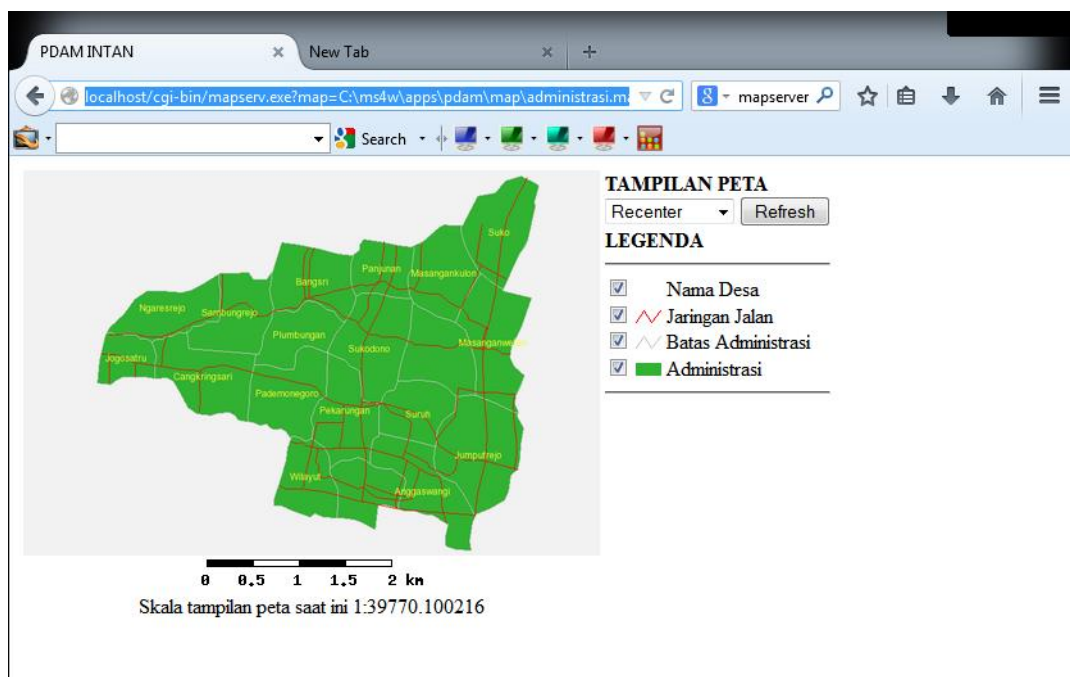 PDAM INTAN
New Tab
localhost/cgi-bin/mapserv.exe?map=C:\ms4w\apps\pdam\map\administrasi.ma
mapserver
Search
TAMPILAN PETA
Recenter
Refresh
LEGENDA
Nama Desa
Jaringan Jalan
Batas Administrasi
Administrasi
Suko
Panjunan
Masangankulon
Bangsri
Ngaresrejo
Sambungrejo
Plumbungan
Sukodono
Jogosatru
Cangkringsari
Pademonegoro
Pekarungan
Suruh
Jumputrejo
Wilayut
Anggaswangi
0 0.5 1 1.5 2 km
Skala tampilan peta saat ini 1:39770.100216